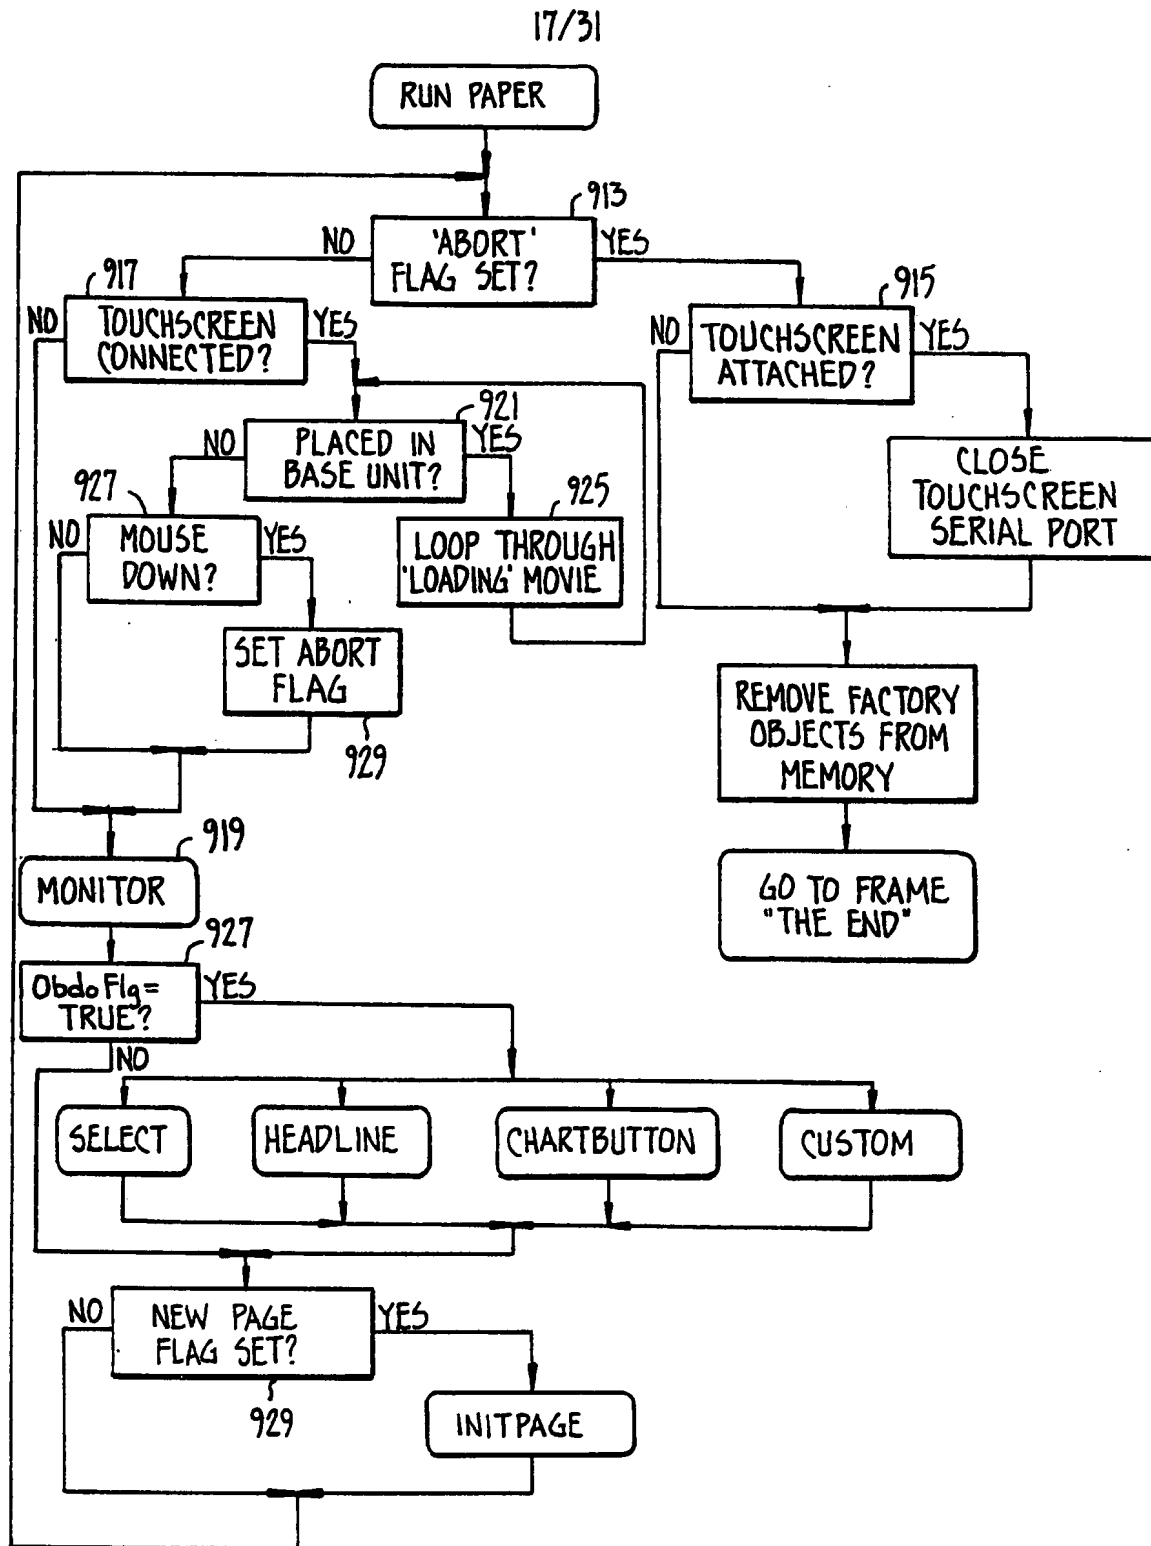 17/31
RUN PAPER
913
'ABORT'
FLAG SET?
NO
YES
917
TOUCHSCREEN
CONNECTED?
NO
YES
915
TOUCHSCREEN
ATTACHED?
NO
YES
921
PLACED IN
BASE UNIT?
NO
YES
CLOSE
TOUCHSCREEN
SERIAL PORT
927
MOUSE
DOWN?
NO
YES
925
LOOP THROUGH
'LOADING' MOVIE
SET ABORT
FLAG
929
REMOVE FACTORY
OBJECTS FROM
MEMORY
919
MONITOR
GO TO FRAME
"THE END"
927
ObdoFlg=
TRUE?
YES
NO
SELECT
HEADLINE
CHARTBUTTON
CUSTOM
NEW PAGE
FLAG SET?
NO
YES
929
INITPAGE